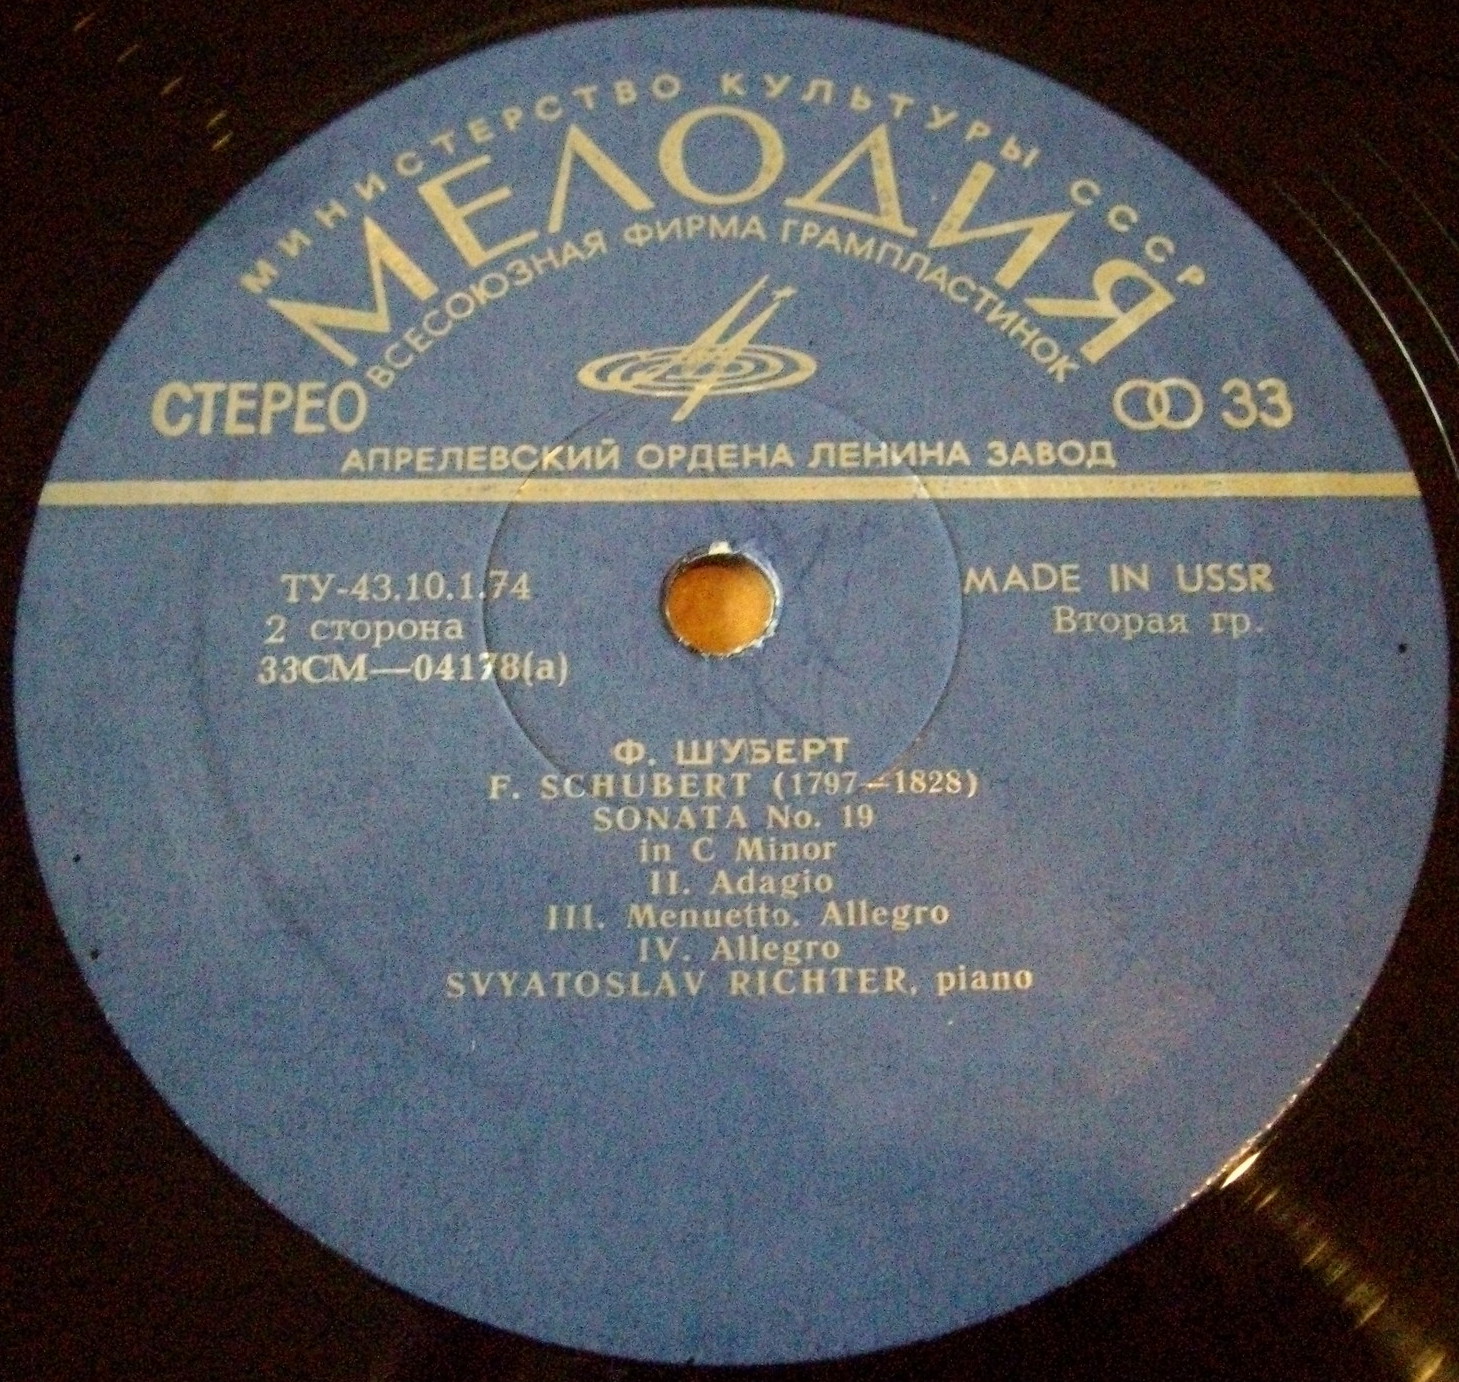 МИНИСТЕРСТВО КУЛЬТУРЫ СССР
МЕЛОДИЯ
ВСЕСОЮЗНАЯ ФИРМА ГРАМПЛАСТИНОК
СТЕРЕО
33
АПРЕЛЕВСКИЙ ОРДЕНА ЛЕНИНА ЗАВОД
ТУ-43.10.1.74
2 сторона
33СМ—04178(а)
MADE IN USSR
Вторая гр.
Ф. ШУБЕРТ
F. SCHUBERT (1797—1828)
SONATA No. 19
in C Minor
II. Adagio
III. Menuetto. Allegro
IV. Allegro
SVYATOSLAV RICHTER, piano